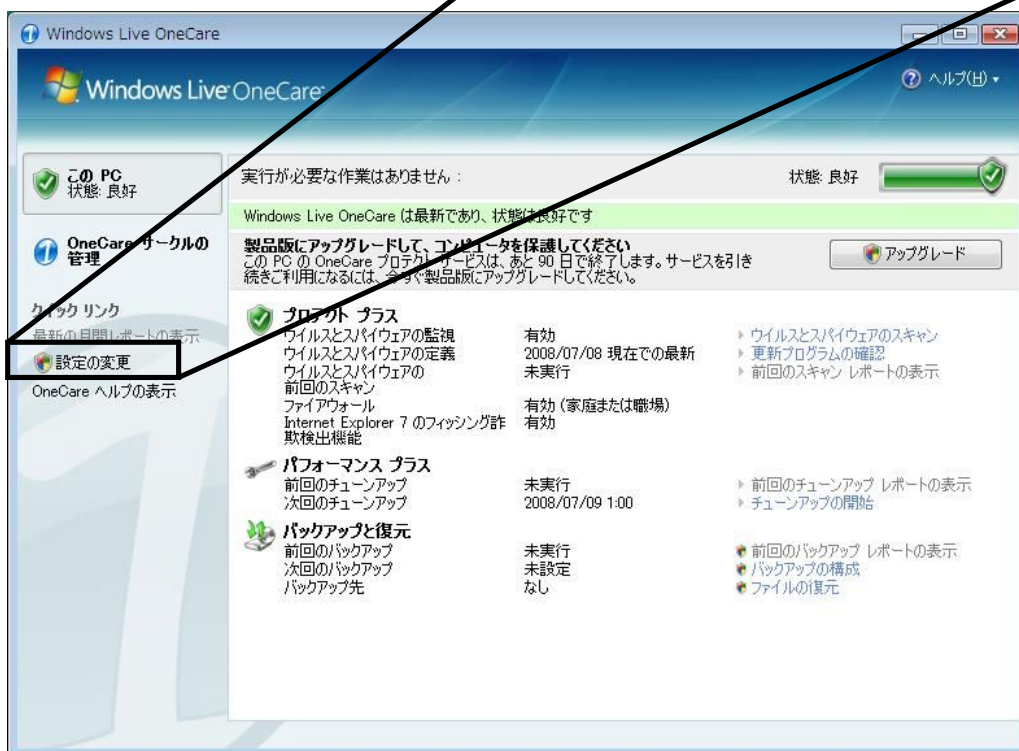 Windows Live OneCare
Windows Live OneCare
ヘルプ(H)
この PC
状態: 良好
OneCare サークルの
管理
クイック リンク
最新の月間レポートの表示
設定の変更
OneCare ヘルプの表示
実行が必要な作業はありません :
状態: 良好
Windows Live OneCare は最新であり、状態は良好です
製品版にアップグレードして、コンピュータを保護してください
この PC の OneCare プロテクト サービスは、あと 90 日で終了します。サービスを引き
続きご利用になるには、今すぐ製品版にアップグレードしてください。
アップグレード
プロテクト プラス
ウイルスとスパイウェアの監視 有効 ウイルスとスパイウェアのスキャン
ウイルスとスパイウェアの定義 2008/07/08 現在での最新 更新プログラムの確認
ウイルスとスパイウェアの 未実行 前回のスキャン レポートの表示
前回のスキャン
ファイアウォール 有効 (家庭または職場)
Internet Explorer 7 のフィッシング詐 有効
欺検出機能
パフォーマンス プラス
前回のチューンアップ 未実行 前回のチューンアップ レポートの表示
次回のチューンアップ 2008/07/09 1:00 チューンアップの開始
バックアップと復元
前回のバックアップ 未実行 前回のバックアップ レポートの表示
次回のバックアップ 未設定 バックアップの構成
バックアップ先 なし ファイルの復元